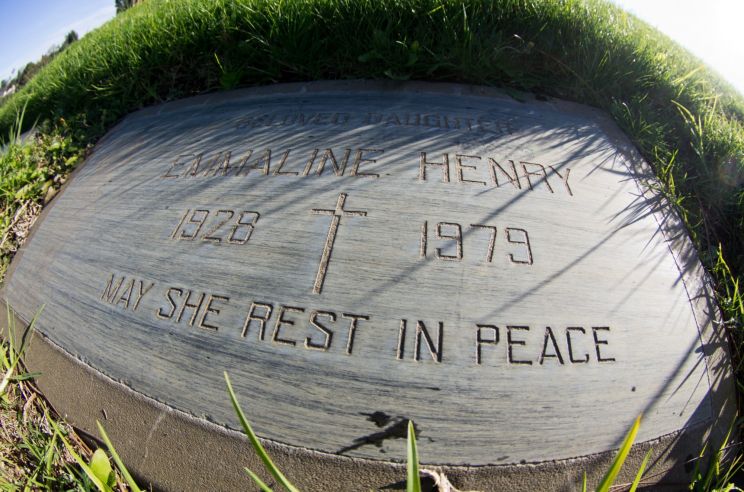 BELOVED DAUGHTER
EMMALINE HENRY
1928 1979
MAY SHE REST IN PEACE